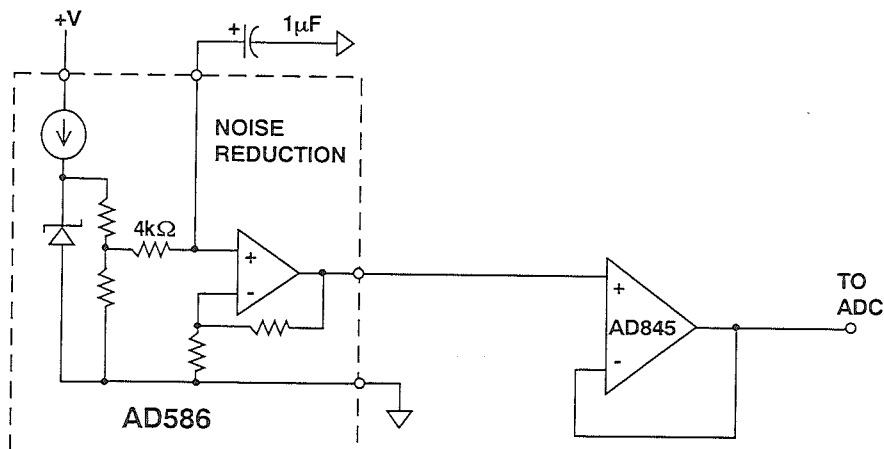 +V
+ 1μF
NOISE
REDUCTION
4kΩ
+
-
AD586
+
AD845
-
TO
ADC